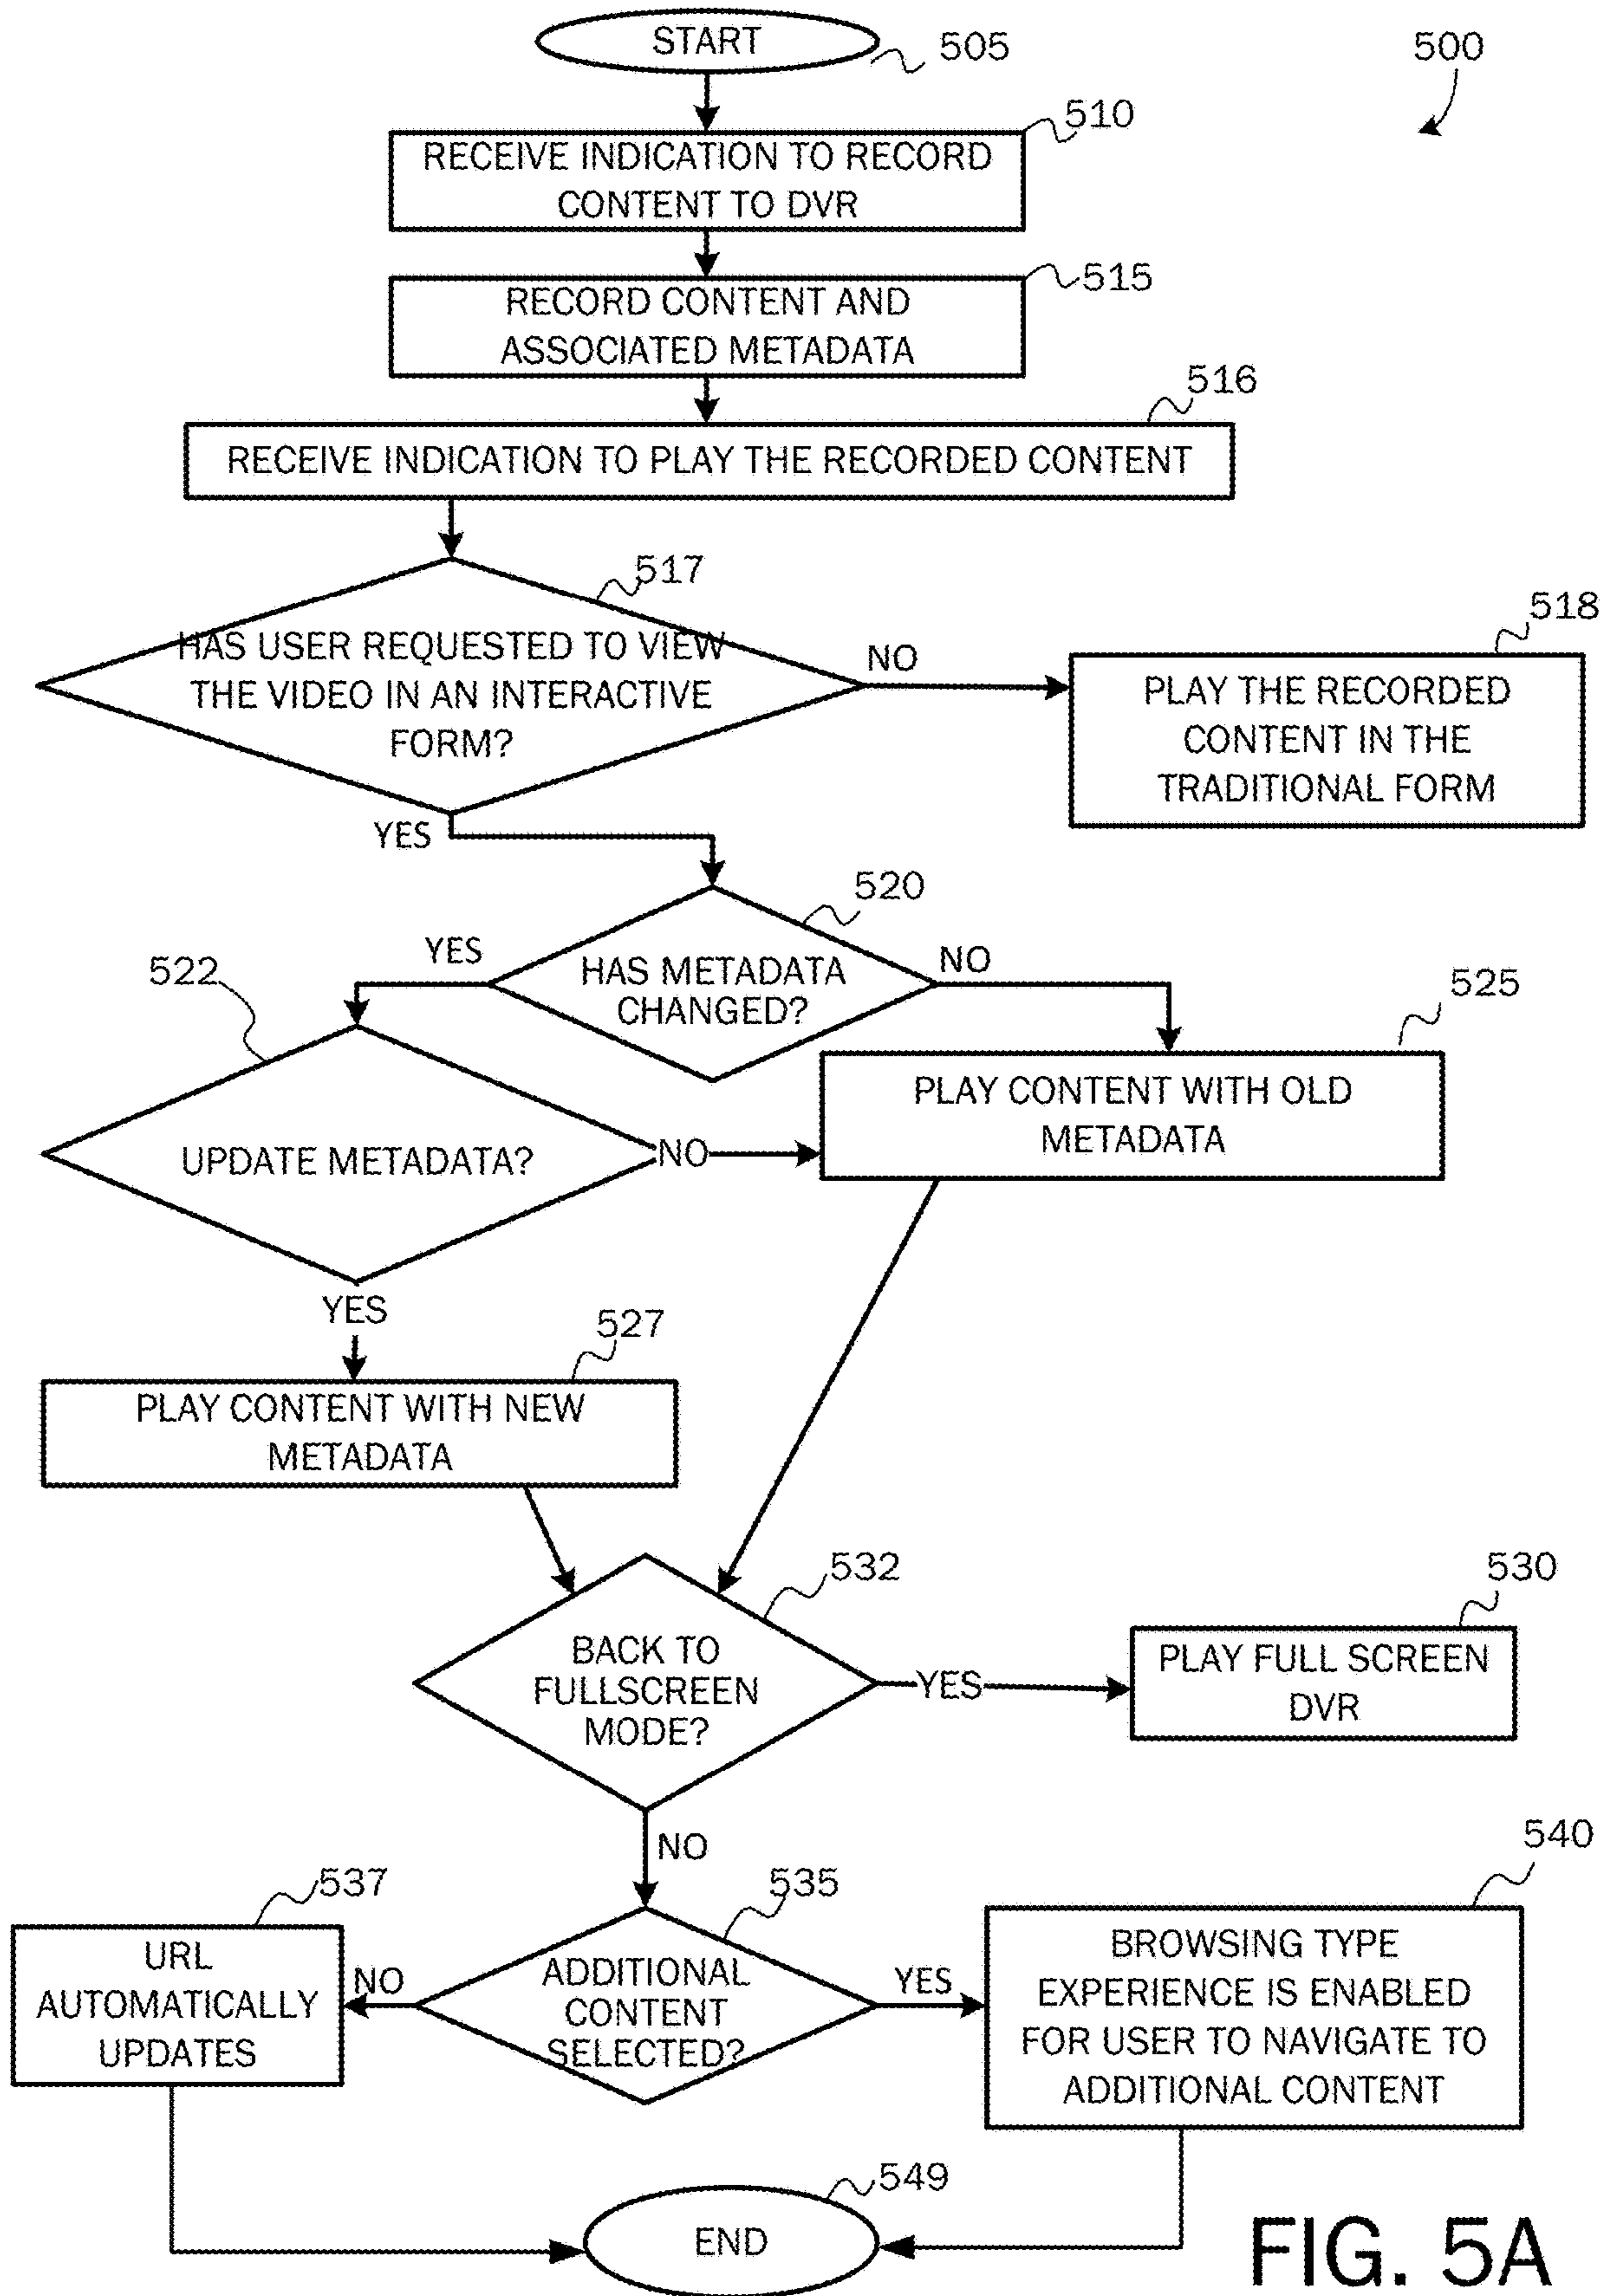 START
505
500
510
RECEIVE INDICATION TO RECORD
CONTENT TO DVR
515
RECORD CONTENT AND
ASSOCIATED METADATA
516
RECEIVE INDICATION TO PLAY THE RECORDED CONTENT
517
HAS USER REQUESTED TO VIEW
THE VIDEO IN AN INTERACTIVE
FORM?
NO
518
PLAY THE RECORDED
CONTENT IN THE
TRADITIONAL FORM
YES
520
HAS METADATA
CHANGED?
YES
NO
522
525
UPDATE METADATA?
NO
PLAY CONTENT WITH OLD
METADATA
YES
527
PLAY CONTENT WITH NEW
METADATA
532
BACK TO
FULLSCREEN
MODE?
YES
530
PLAY FULL SCREEN
DVR
NO
535
537
540
URL
AUTOMATICALLY
UPDATES
NO
ADDITIONAL
CONTENT
SELECTED?
YES
BROWSING TYPE
EXPERIENCE IS ENABLED
FOR USER TO NAVIGATE TO
ADDITIONAL CONTENT
549
END
FIG. 5A